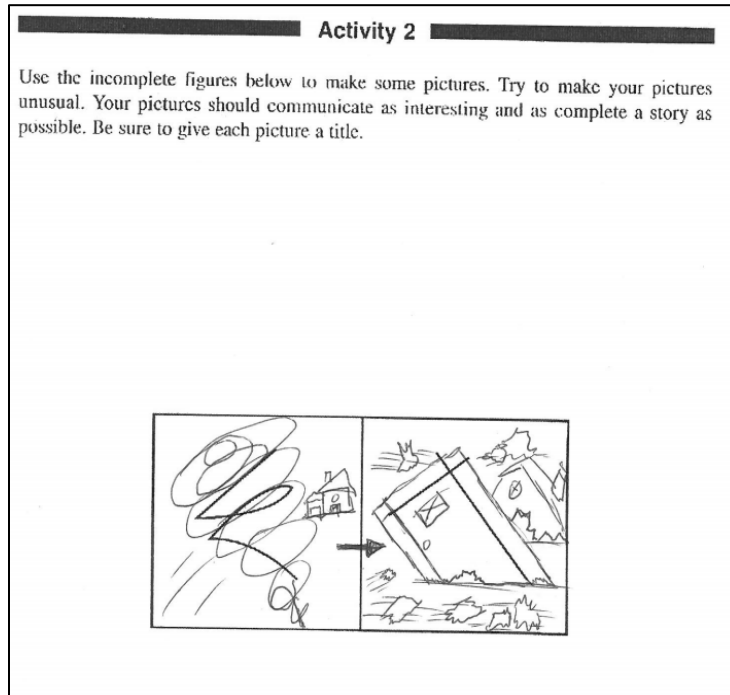 Activity 2
Use the incomplete figures below to make some pictures. Try to make your pictures
unusual. Your pictures should communicate as interesting and as complete a story as
possible. Be sure to give each picture a title.